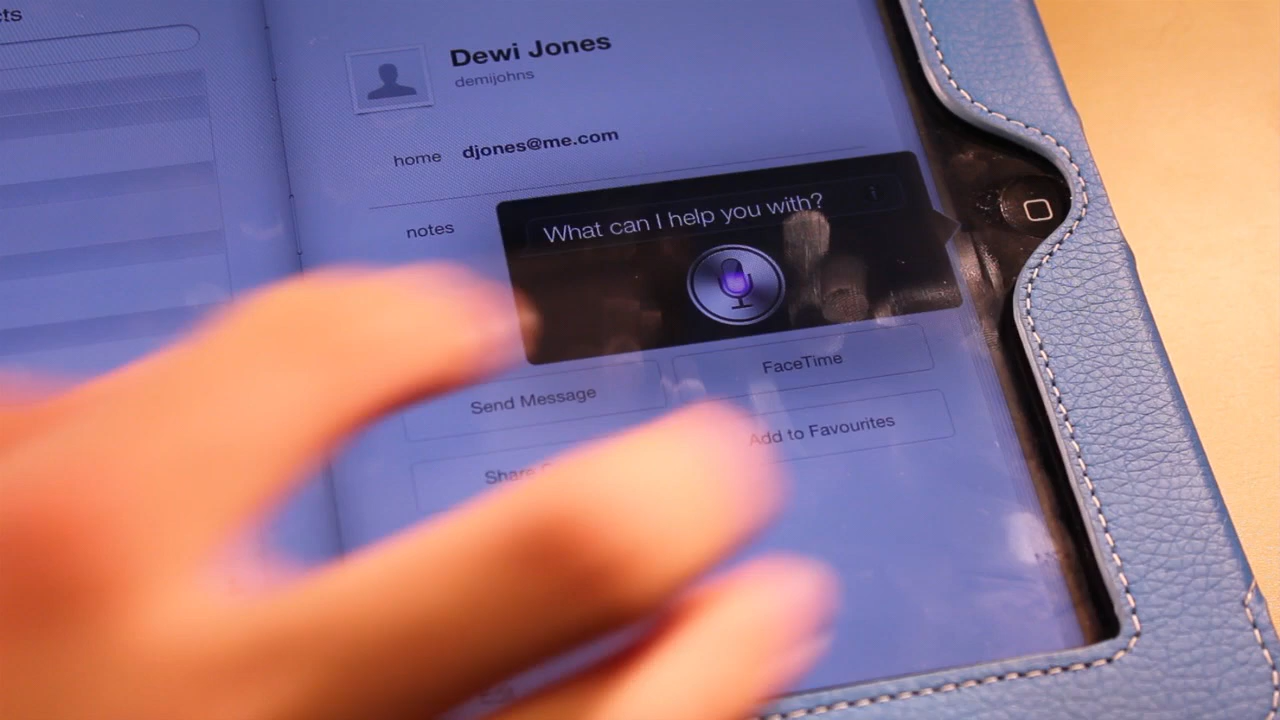 Dewi Jones
demijohns
home djones@me.com
notes
What can I help you with?
Send Message
FaceTime
Share
Add to Favourites